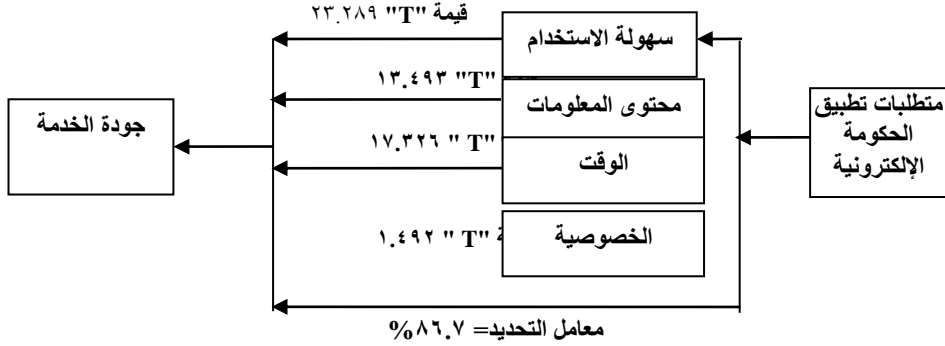 قيمة "T" ٢٣.٢٨٩
سهولة الاستخدام
"T" ١٣.٤٩٣
محتوى المعلومات
متطلبات تطبيق
الحكومة
الإلكترونية
جودة الخدمة
"T" ١٧.٣٢٦
الوقت
"T" ١.٤٩٢
الخصوصية
معامل التحديد= ٨٦.٧%